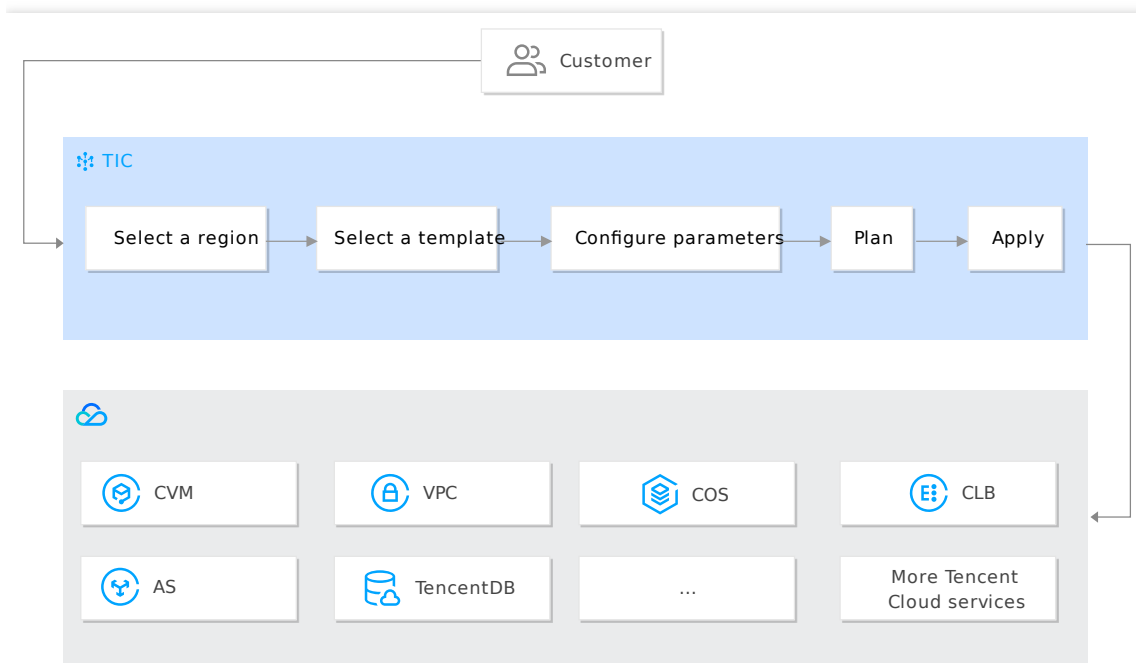 Customer
TIC
Select a region
Select a template
Configure parameters
Plan
Apply
CVM
VPC
COS
CLB
AS
TencentDB
...
More Tencent
Cloud services